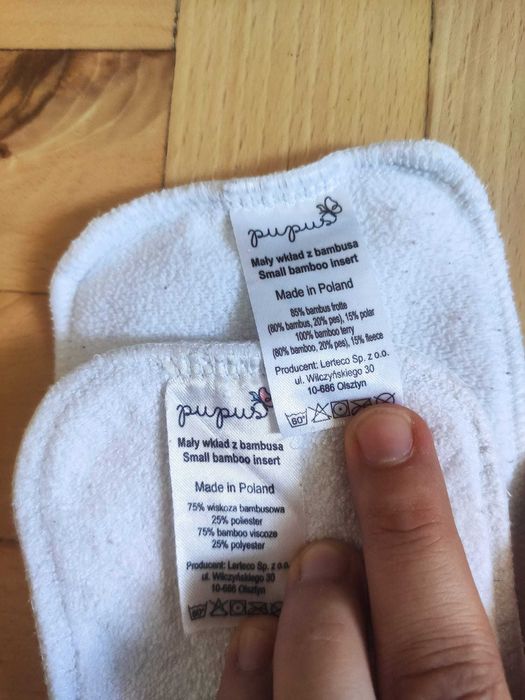 pupus
Mały wkład z bambusa
Small bamboo insert
Made in Poland
85% bambus frotte
(80% bambus, 20% pes), 15% polar
100% bamboo terry
(80% bamboo, 20% pes), 15% fleece
Producent: Lerteco Sp. z o.o.
ul. Wilczyńskiego 30
10-686 Olsztyn
60°
pupus
Mały wkład z bambusa
Small bamboo insert
Made in Poland
75% wiskoza bambusowa
25% poliester
75% bamboo viscoze
25% polyester
Producent: Lerteco Sp. z o.o.
ul. Wilczyńskiego 30
10-686 Olsztyn
60°